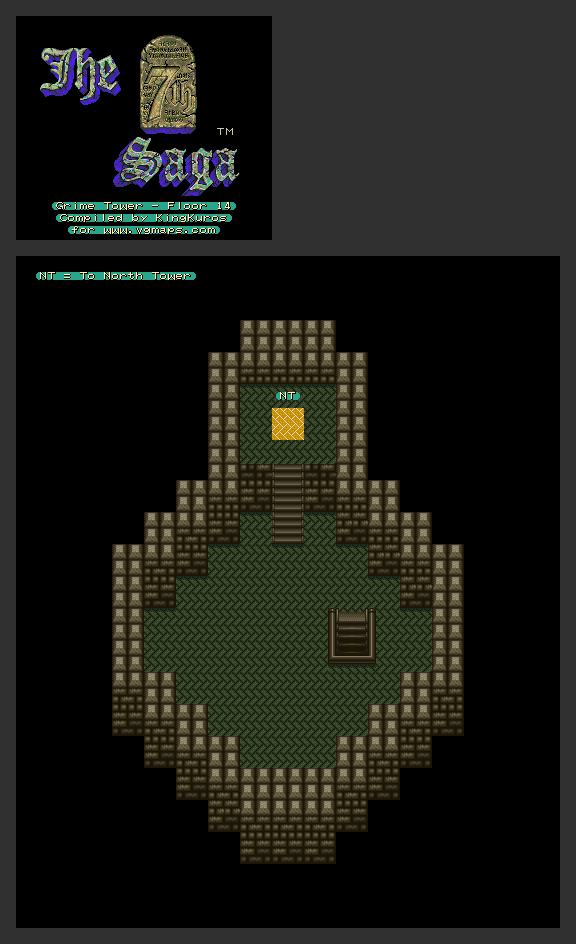 The
7th
Saga
TM
Grime Tower - Floor 14
Compiled by KingKuros
for www.vgmaps.com
NT = To North Tower
NT